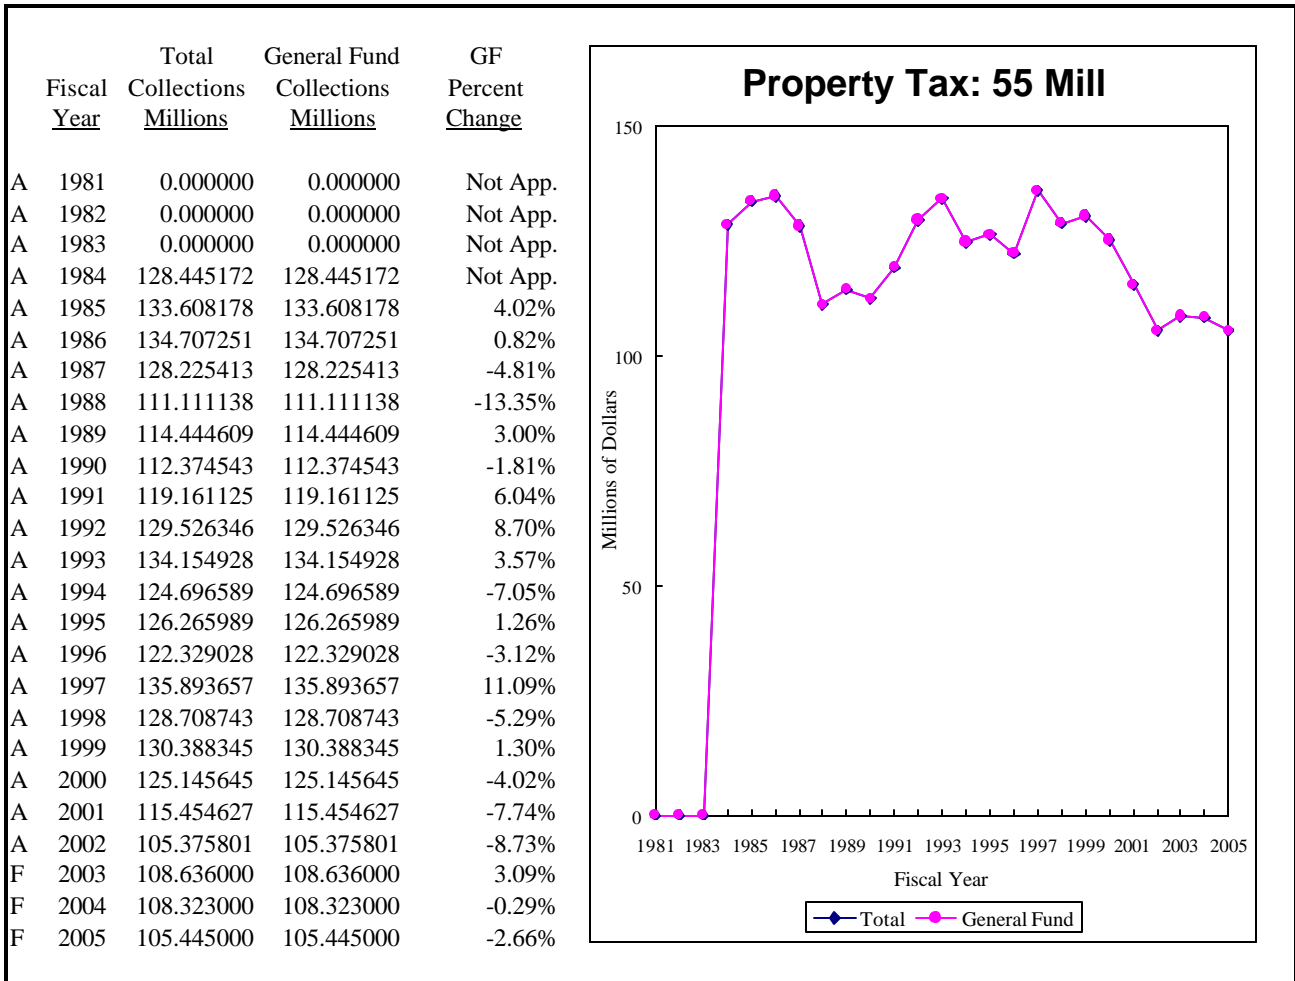 Total General Fund GF
Fiscal Collections Collections Percent
Year Millions Millions Change
A 1981 0.000000 0.000000 Not App.
A 1982 0.000000 0.000000 Not App.
A 1983 0.000000 0.000000 Not App.
A 1984 128.445172 128.445172 Not App.
A 1985 133.608178 133.608178 4.02%
A 1986 134.707251 134.707251 0.82%
A 1987 128.225413 128.225413 -4.81%
A 1988 111.111138 111.111138 -13.35%
A 1989 114.444609 114.444609 3.00%
A 1990 112.374543 112.374543 -1.81%
A 1991 119.161125 119.161125 6.04%
A 1992 129.526346 129.526346 8.70%
A 1993 134.154928 134.154928 3.57%
A 1994 124.696589 124.696589 -7.05%
A 1995 126.265989 126.265989 1.26%
A 1996 122.329028 122.329028 -3.12%
A 1997 135.893657 135.893657 11.09%
A 1998 128.708743 128.708743 -5.29%
A 1999 130.388345 130.388345 1.30%
A 2000 125.145645 125.145645 -4.02%
A 2001 115.454627 115.454627 -7.74%
A 2002 105.375801 105.375801 -8.73%
F 2003 108.636000 108.636000 3.09%
F 2004 108.323000 108.323000 -0.29%
F 2005 105.445000 105.445000 -2.66%
Property Tax: 55 Mill
150
100
50
0
Millions of Dollars
1981 1983 1985 1987 1989 1991 1993 1995 1997 1999 2001 2003 2005
Fiscal Year
Total General Fund